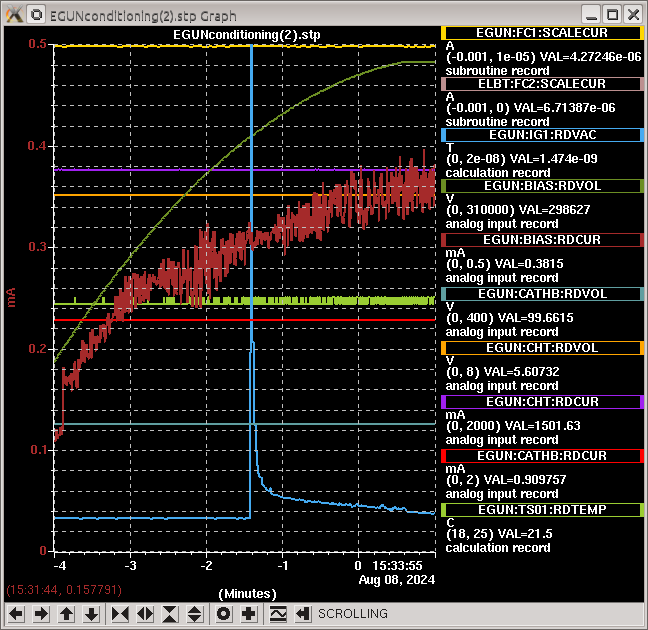 EGUNconditioning(2).stp Graph
EGUNconditioning(2).stp
0.5
0.4
0.3
0.2
0.1
0
mA
-4
-3
-2
-1
0
15:33:55
Aug 08, 2024
(Minutes)
(15:31:44, 0.157791)
EGUN:FC1:SCALECUR
A
(-0.001, 1e-05) VAL=4.27246e-06
subroutine record
ELBT:FC2:SCALECUR
A
(-0.001, 0) VAL=6.71387e-06
subroutine record
EGUN:IG1:RDVAC
T
(0, 2e-08) VAL=1.474e-09
calculation record
EGUN:BIAS:RDVOL
V
(0, 310000) VAL=298627
analog input record
EGUN:BIAS:RDCUR
mA
(0, 0.5) VAL=0.3815
analog input record
EGUN:CATHB:RDVOL
V
(0, 400) VAL=99.6615
analog input record
EGUN:CHT:RDVOL
V
(0, 8) VAL=5.60732
analog input record
EGUN:CHT:RDCUR
mA
(0, 2000) VAL=1501.63
analog input record
EGUN:CATHB:RDCUR
mA
(0, 2) VAL=0.909757
analog input record
EGUN:TS01:RDTEMP
C
(18, 25) VAL=21.5
calculation record
SCROLLING